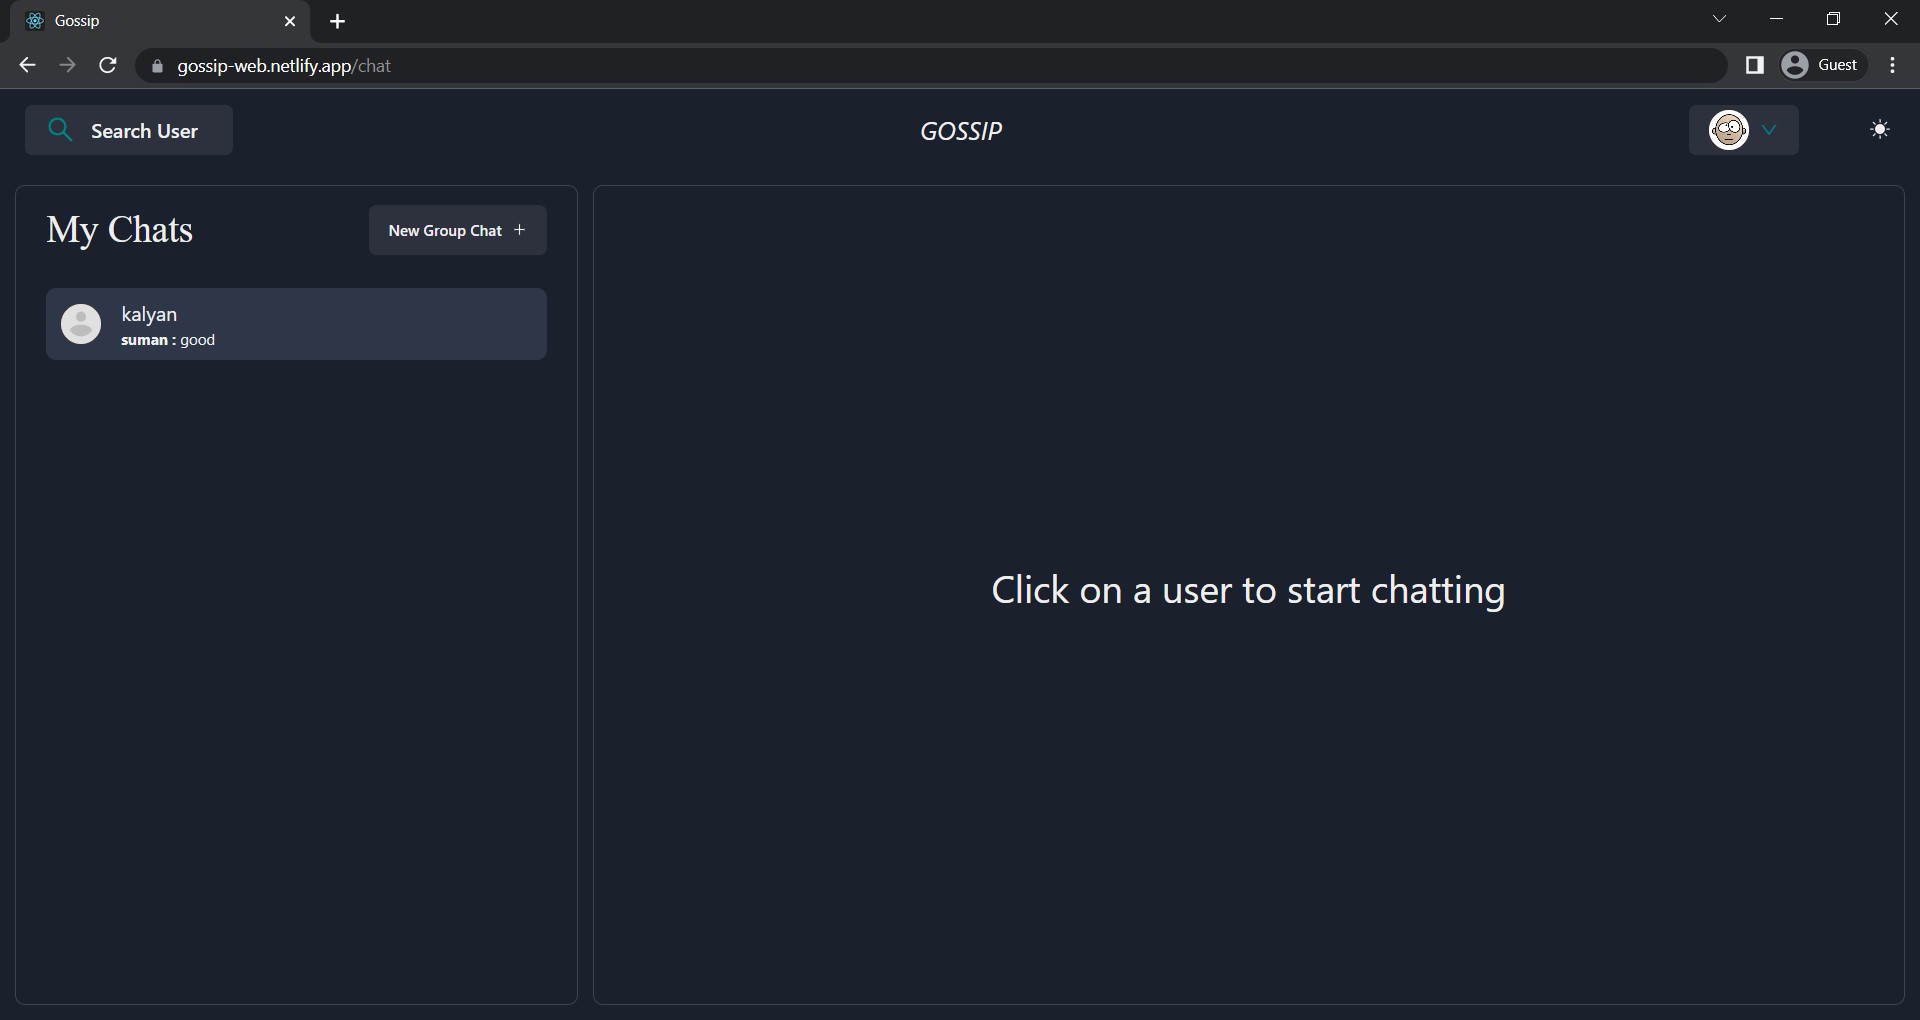 Gossip
gossip-web.netlify.app/chat
Guest
Search User
GOSSIP
My Chats
New Group Chat +
kalyan
suman : good
Click on a user to start chatting